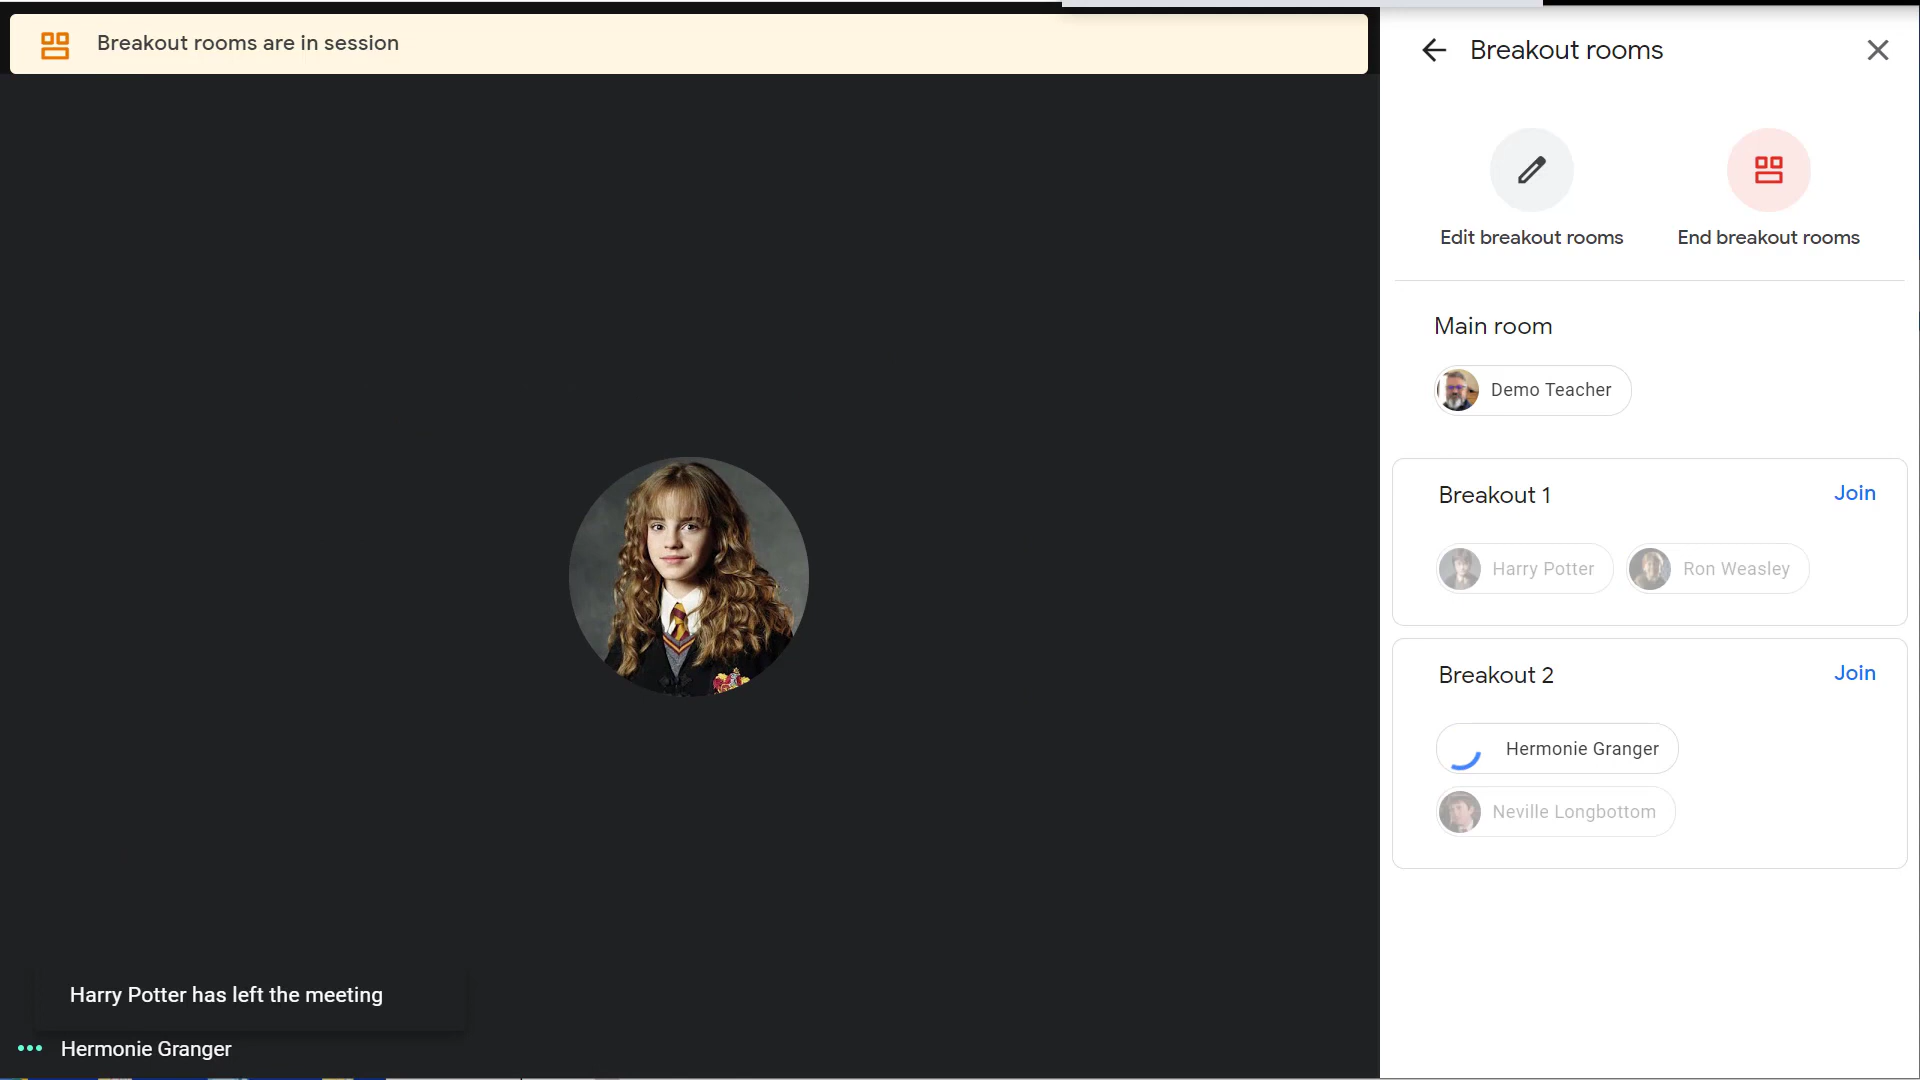 Breakout rooms are in session
Breakout rooms
Edit breakout rooms
End breakout rooms
Main room
Demo Teacher
Breakout 1
Join
Harry Potter
Ron Weasley
Breakout 2
Join
Hermonie Granger
Neville Longbottom
Harry Potter has left the meeting
Hermonie Granger